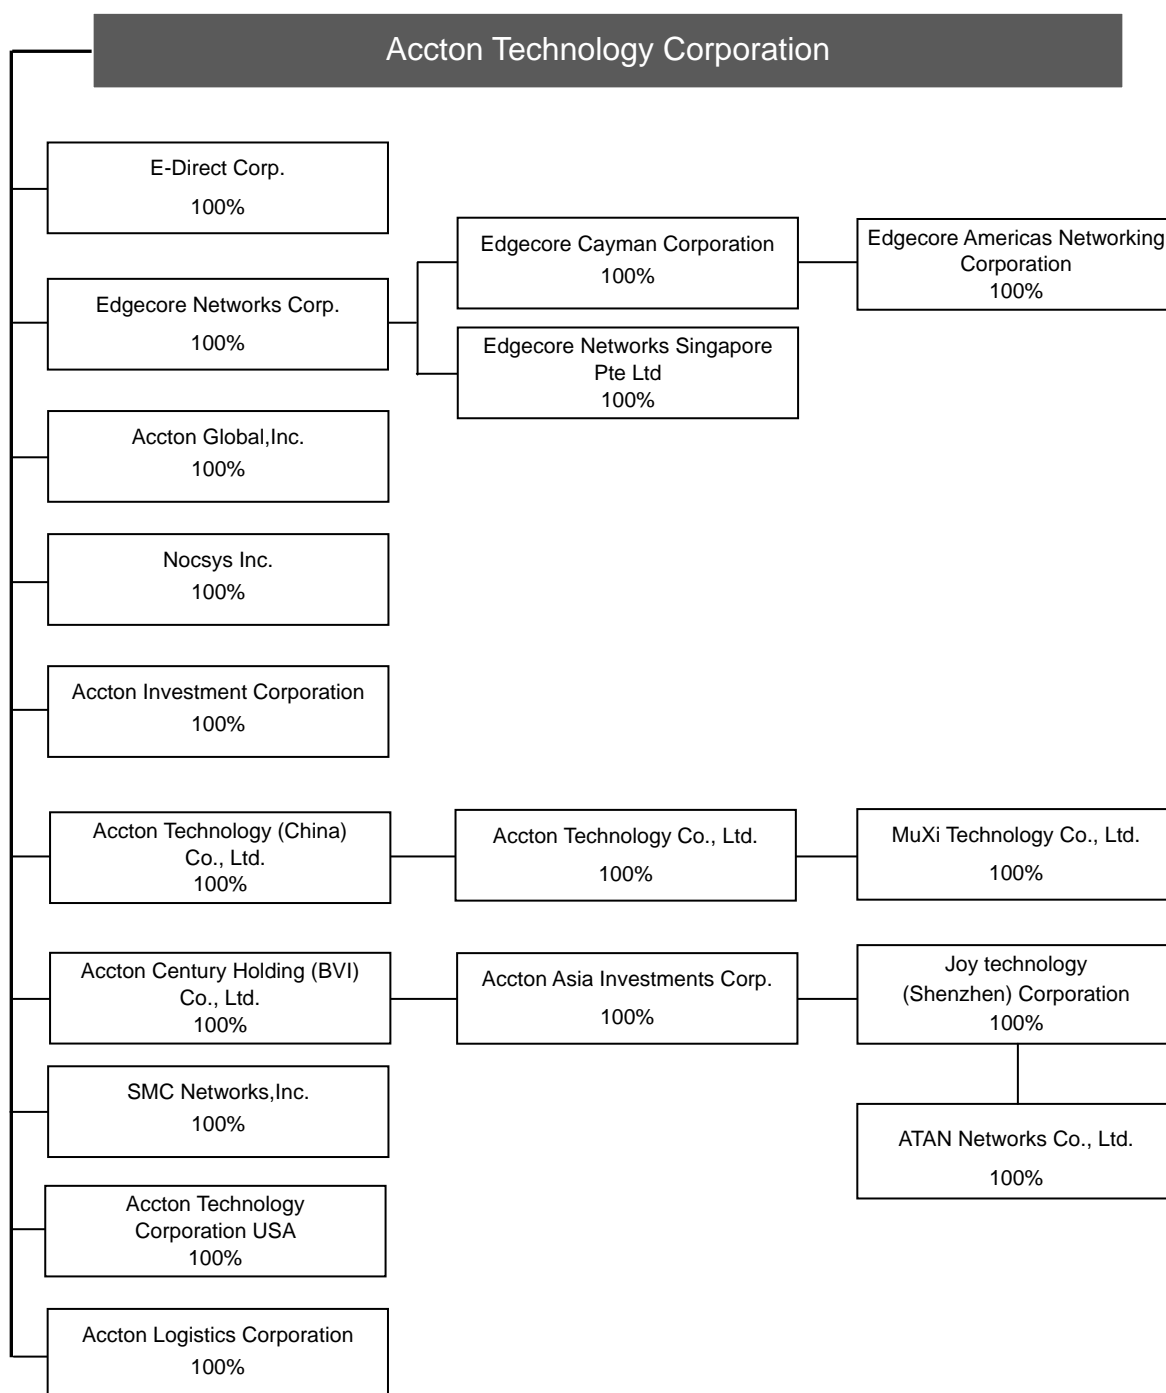 Accton Technology Corporation
E-Direct Corp.
100%
Edgecore Networks Corp.
100%
Edgecore Cayman Corporation
100%
Edgecore Americas Networking
Corporation
100%
Edgecore Networks Singapore
Pte Ltd
100%
Accton Global,Inc.
100%
Nocsys Inc.
100%
Accton Investment Corporation
100%
Accton Technology (China)
Co., Ltd.
100%
Accton Technology Co., Ltd.
100%
MuXi Technology Co., Ltd.
100%
Accton Century Holding (BVI)
Co., Ltd.
100%
Accton Asia Investments Corp.
100%
Joy technology
(Shenzhen) Corporation
100%
SMC Networks,Inc.
100%
ATAN Networks Co., Ltd.
100%
Accton Technology
Corporation USA
100%
Accton Logistics Corporation
100%